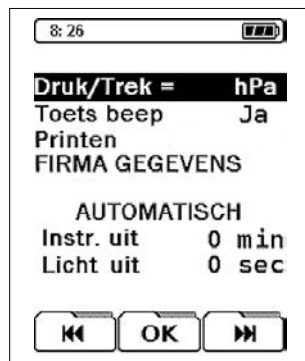 8: 26
Druk/Trek = hPa
Toets beep Ja
Printen
FIRMA GEGEVENS
AUTOMATISCH
Instr. uit 0 min
Licht uit 0 sec
OK